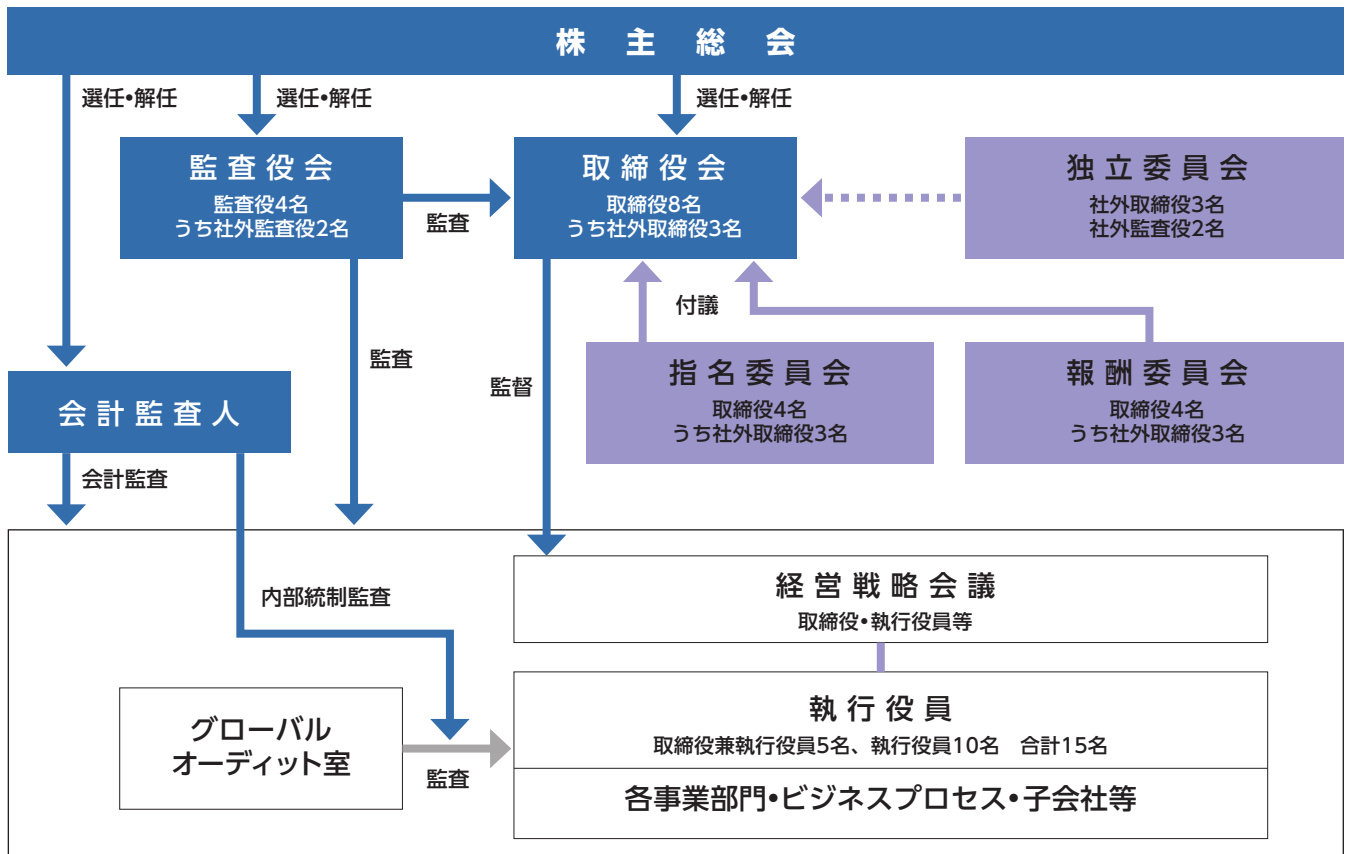 株主総会
選任・解任
選任・解任
選任・解任
監査役会
監査役4名
うち社外監査役2名
監査
取締役会
取締役8名
うち社外取締役3名
独立委員会
社外取締役3名
社外監査役2名
付議
監査
監督
指名委員会
取締役4名
うち社外取締役3名
報酬委員会
取締役4名
うち社外取締役3名
会計監査人
会計監査
内部統制監査
経営戦略会議
取締役・執行役員等
グローバル
オーディット室
監査
執行役員
取締役兼執行役員5名、執行役員10名　合計15名
各事業部門・ビジネスプロセス・子会社等